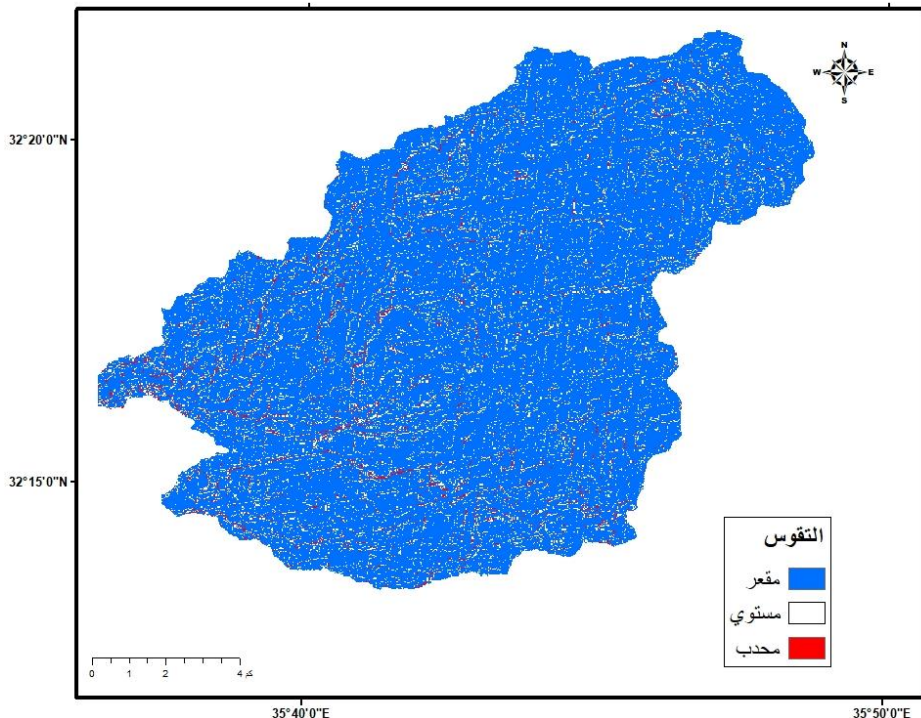 N
W E
S
32°20'0"N
32°15'0"N
التقوس
مقعر
مستوي
محدب
0 1 2 4 كم
35°40'0"E
35°50'0"E